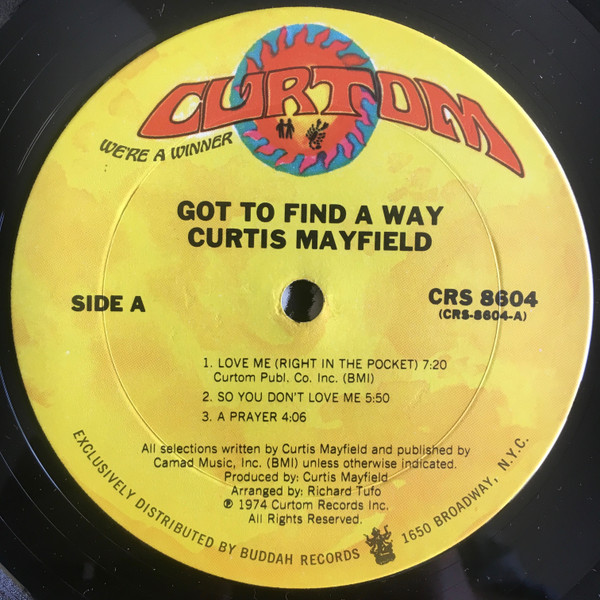 CURTOM
WE'RE A WINNER
GOT TO FIND A WAY
CURTIS MAYFIELD
SIDE A
CRS 8604
(CRS-8604-A)
1. LOVE ME (RIGHT IN THE POCKET) 7:20
Curtom Publ. Co. Inc. (BMI)
2. SO YOU DON'T LOVE ME 5:50
3. A PRAYER 4:06
All selections written by Curtis Mayfield and published by
Camad Music, Inc. (BMI) unless otherwise indicated.
Produced by: Curtis Mayfield
Arranged by: Richard Tufo
℗ 1974 Curtom Records Inc.
All Rights Reserved.
EXCLUSIVELY DISTRIBUTED BY BUDDAH RECORDS 1650 BROADWAY, N.Y.C.